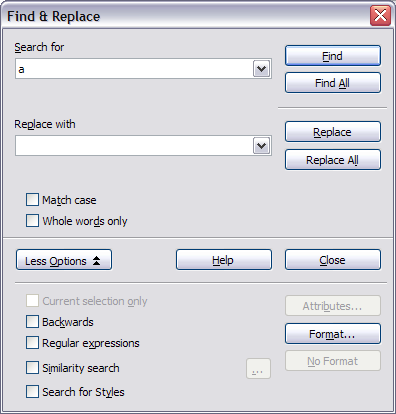 Find & Replace
Search for
a
Find
Find All
Replace with
Replace
Replace All
Match case
Whole words only
Less Options
Help
Close
Current selection only
Attributes...
Backwards
Format...
Regular expressions
No Format
Similarity search
...
Search for Styles